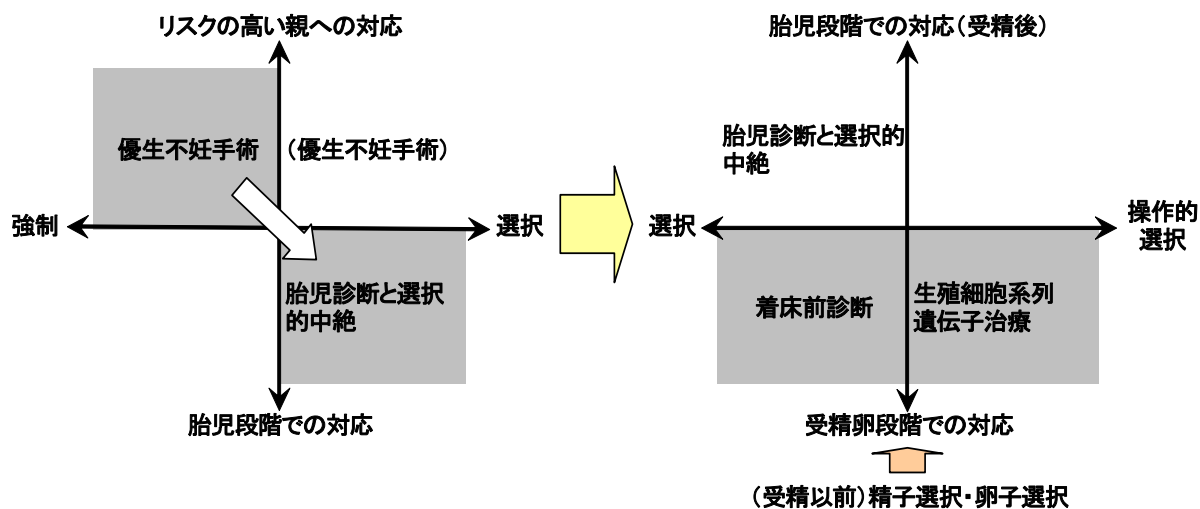 リスクの高い親への対応
優生不妊手術
（優生不妊手術）
強制
選択
胎児診断と選択
的中絶
胎児段階での対応
胎児段階での対応（受精後）
胎児診断と選択的
中絶
選択
操作的
選択
着床前診断
生殖細胞系列
遺伝子治療
受精卵段階での対応
（受精以前）精子選択・卵子選択